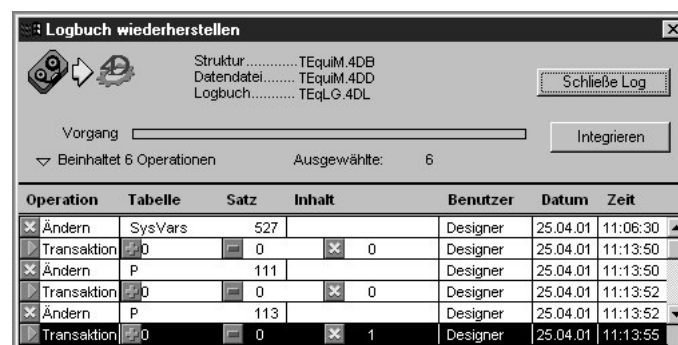 Logbuch wiederherstellen
Struktur.............TEquiM.4DB
Datendatei....... TEquiM.4DD
Logbuch........... TEqLG.4DL
Schließe Log
Vorgang
Integrieren
Beinhaltet 6 Operationen Ausgewählte: 6
Operation Tabelle Satz Inhalt Benutzer Datum Zeit
Ändern SysVars 527 Designer 25.04.01 11:06:30
Transaktion 0 0 0 Designer 25.04.01 11:13:50
Ändern P 111 Designer 25.04.01 11:13:50
Transaktion 0 0 0 Designer 25.04.01 11:13:52
Ändern P 113 Designer 25.04.01 11:13:52
Transaktion 0 0 1 Designer 25.04.01 11:13:55